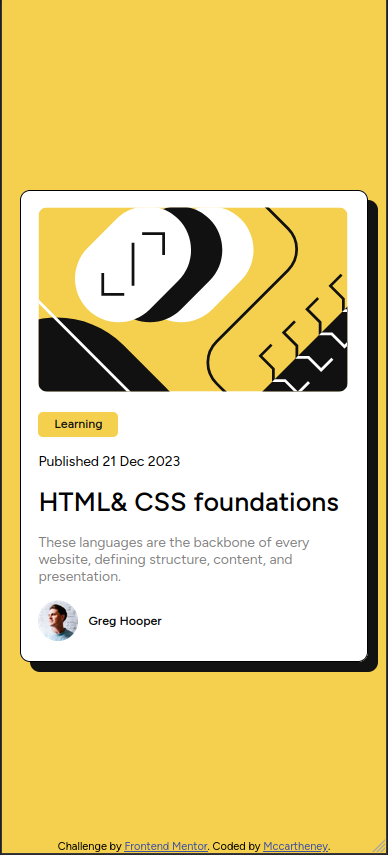 Learning
Published 21 Dec 2023
HTML& CSS foundations
These languages are the backbone of every
website, defining structure, content, and
presentation.
Greg Hooper
Challenge by Frontend Mentor. Coded by Mccartheney.